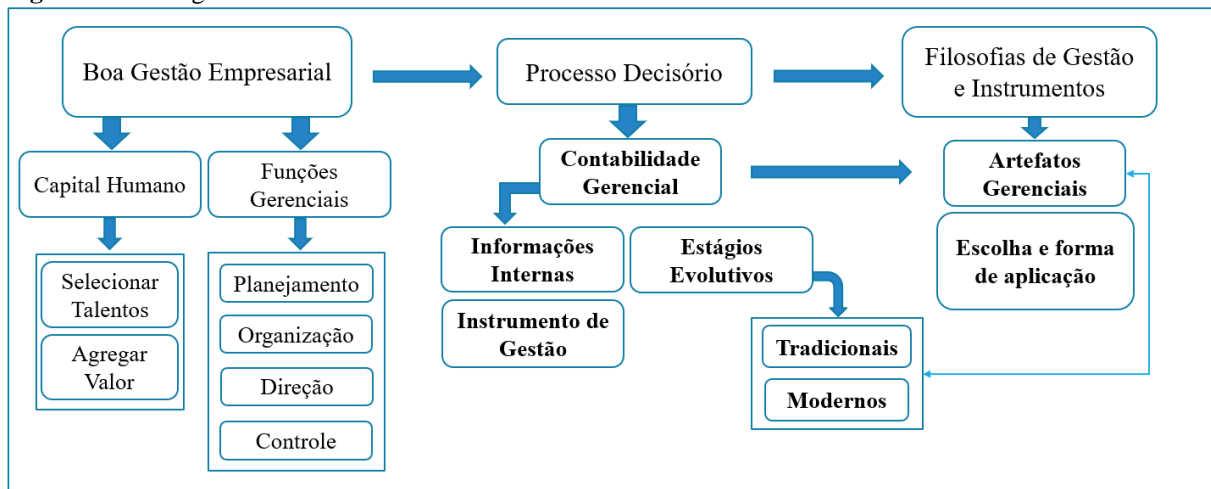 Boa Gestão Empresarial
Processo Decisório
Filosofias de Gestão
e Instrumentos
Capital Humano
Funções
Gerenciais
Contabilidade
Gerencial
Artefatos
Gerenciais
Selecionar
Talentos
Agregar
Valor
Planejamento
Organização
Direção
Controle
Informações
Internas
Instrumento de
Gestão
Estágios
Evolutivos
Tradicionais
Modernos
Escolha e forma
de aplicação